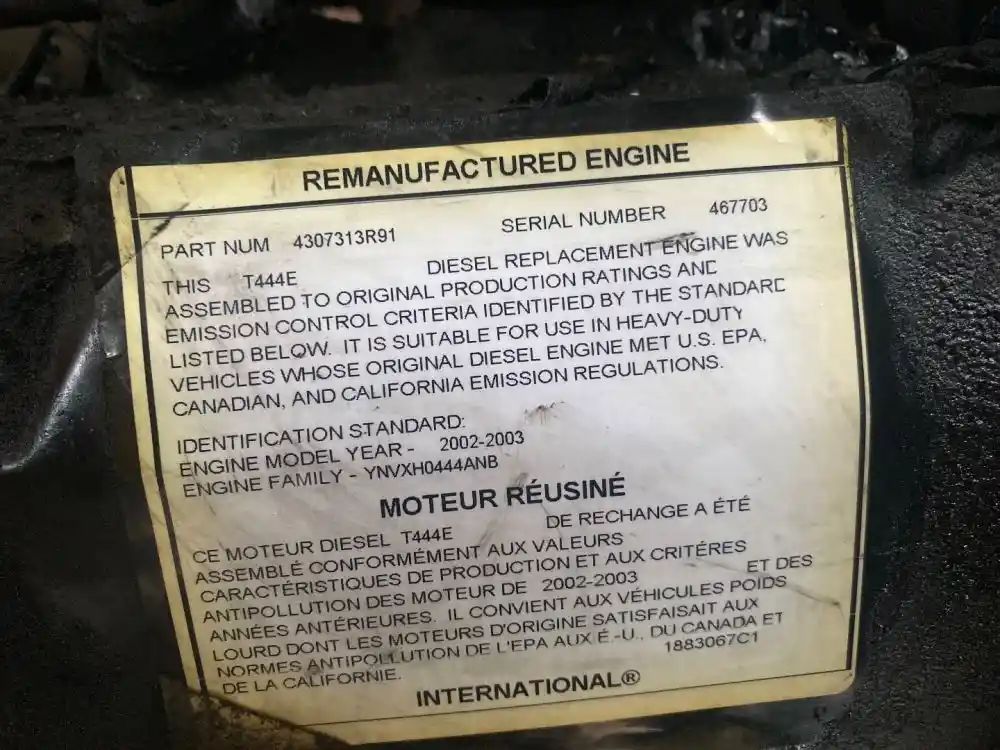 REMANUFACTURED ENGINE
PART NUM 4307313R91 SERIAL NUMBER 467703
THIS T444E DIESEL REPLACEMENT ENGINE WAS
ASSEMBLED TO ORIGINAL PRODUCTION RATINGS AND
EMISSION CONTROL CRITERIA IDENTIFIED BY THE STANDARD
LISTED BELOW. IT IS SUITABLE FOR USE IN HEAVY-DUTY
VEHICLES WHOSE ORIGINAL DIESEL ENGINE MET U.S. EPA,
CANADIAN, AND CALIFORNIA EMISSION REGULATIONS.
IDENTIFICATION STANDARD:
ENGINE MODEL YEAR - 2002-2003
ENGINE FAMILY - YNVXH0444ANB
MOTEUR RÉUSINÉ
CE MOTEUR DIESEL T444E DE RECHANGE A ÉTÉ
ASSEMBLÉ CONFORMÉMENT AUX VALEURS
CARACTÉRISTIQUES DE PRODUCTION ET AUX CRITÉRES
ANTIPOLLUTION DES MOTEUR DE 2002-2003 ET DES
ANNÉES ANTÉRIEURES. IL CONVIENT AUX VÉHICULES POIDS
LOURD DONT LES MOTEURS D'ORIGINE SATISFAISAIT AUX
NORMES ANTIPOLLUTION DE L'EPA AUX É.-U., DU CANADA ET
DE LA CALIFORNIE. 1883067C1
INTERNATIONAL®